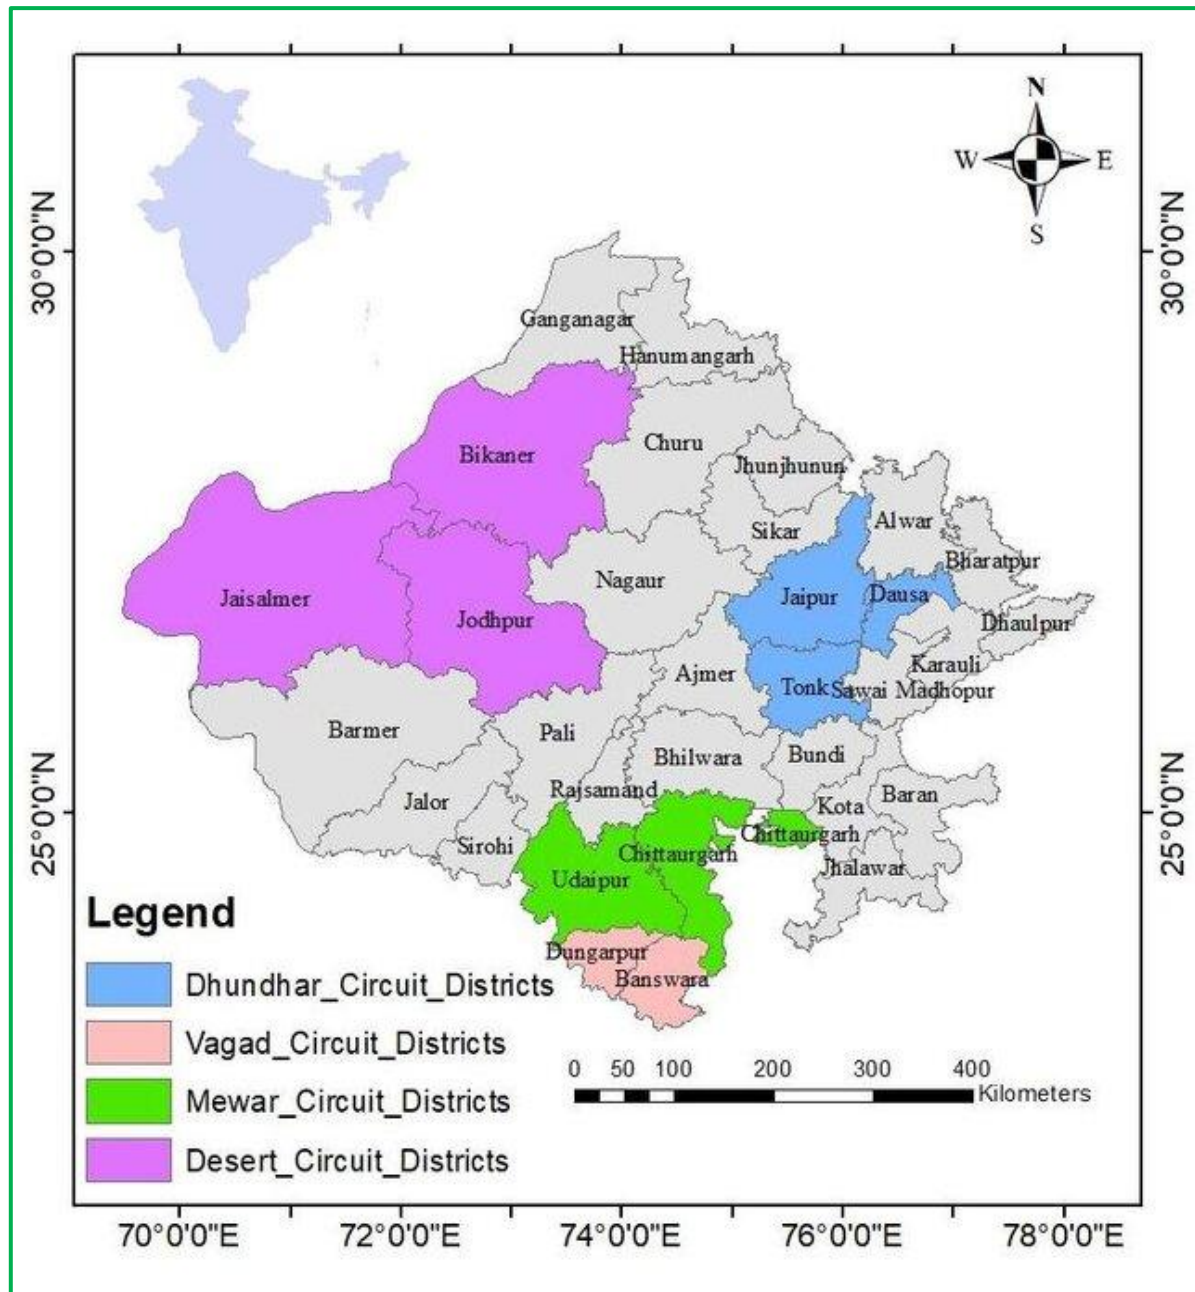 N
W E
S
30°0'0"N
30°0'0"N
Ganganagar
Hanumangarh
Churu
Bikaner
Jhunjhunun
Sikar
Alwar
Bharatpur
Nagaur
Jaisalmer
Jaipur
Dausa
Jodhpur
Dhaulpur
Karauli
Ajmer
Tonk
Sawai Madhopur
Barmer
Pali
Bhilwara
Bundi
Rajsamand
Jalor
Kota
Baran
25°0'0"N
25°0'0"N
Sirohi
Chittaurgarh
Chittaurgarh
Udaipur
Jhalawar
Dungarpur
Banswara
Legend
Dhundhar_Circuit_Districts
Vagad_Circuit_Districts
Mewar_Circuit_Districts
Desert_Circuit_Districts
0 50 100 200 300 400
Kilometers
70°0'0"E 72°0'0"E 74°0'0"E 76°0'0"E 78°0'0"E